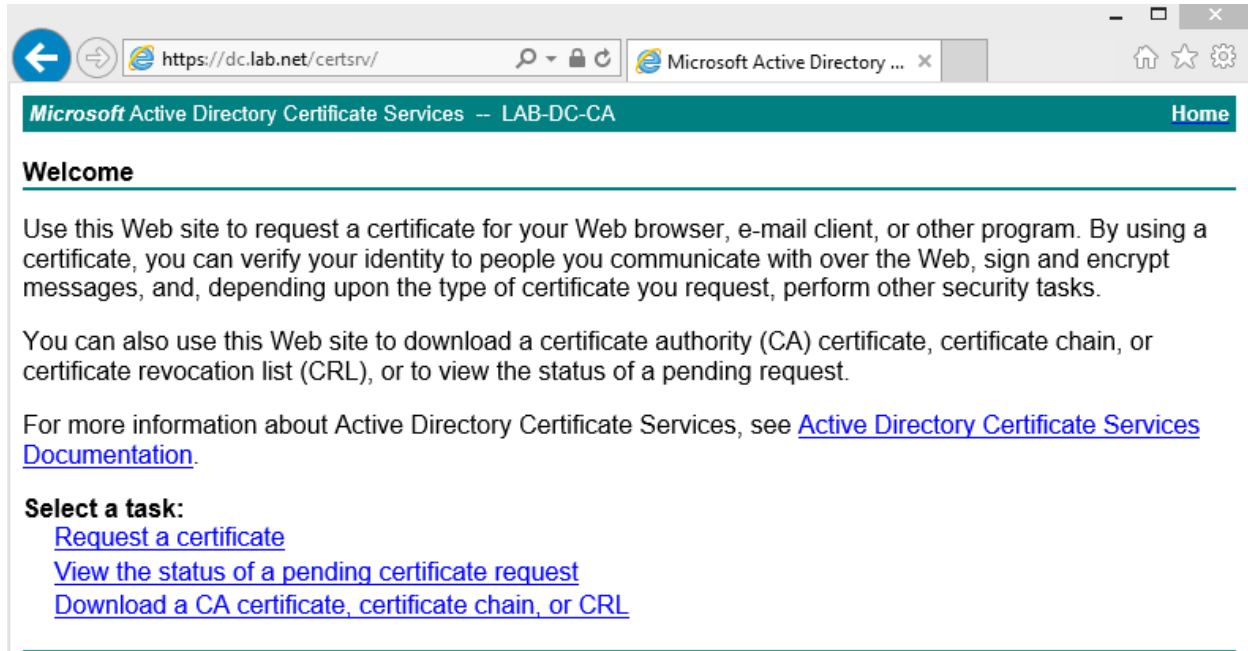 https://dc.lab.net/certsrv/
Microsoft Active Directory ...
Microsoft Active Directory Certificate Services -- LAB-DC-CA
Home
Welcome
Use this Web site to request a certificate for your Web browser, e-mail client, or other program. By using a
certificate, you can verify your identity to people you communicate with over the Web, sign and encrypt
messages, and, depending upon the type of certificate you request, perform other security tasks.
You can also use this Web site to download a certificate authority (CA) certificate, certificate chain, or
certificate revocation list (CRL), or to view the status of a pending request.
For more information about Active Directory Certificate Services, see Active Directory Certificate Services
Documentation.
Select a task:
Request a certificate
View the status of a pending certificate request
Download a CA certificate, certificate chain, or CRL